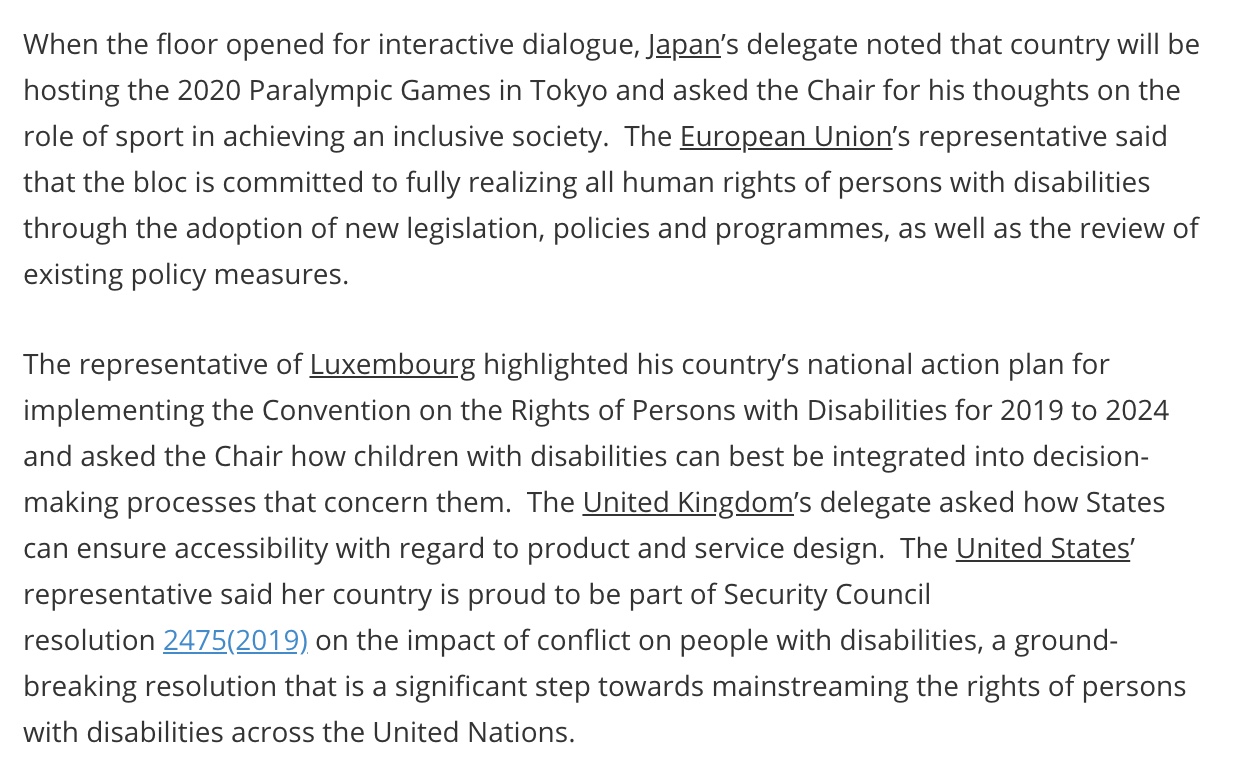 When the floor opened for interactive dialogue, Japan’s delegate noted that country will be
hosting the 2020 Paralympic Games in Tokyo and asked the Chair for his thoughts on the
role of sport in achieving an inclusive society.  The European Union’s representative said
that the bloc is committed to fully realizing all human rights of persons with disabilities
through the adoption of new legislation, policies and programmes, as well as the review of
existing policy measures.
The representative of Luxembourg highlighted his country’s national action plan for
implementing the Convention on the Rights of Persons with Disabilities for 2019 to 2024
and asked the Chair how children with disabilities can best be integrated into decision-
making processes that concern them.  The United Kingdom’s delegate asked how States
can ensure accessibility with regard to product and service design.  The United States’
representative said her country is proud to be part of Security Council
resolution 2475(2019) on the impact of conflict on people with disabilities, a ground-
breaking resolution that is a significant step towards mainstreaming the rights of persons
with disabilities across the United Nations.